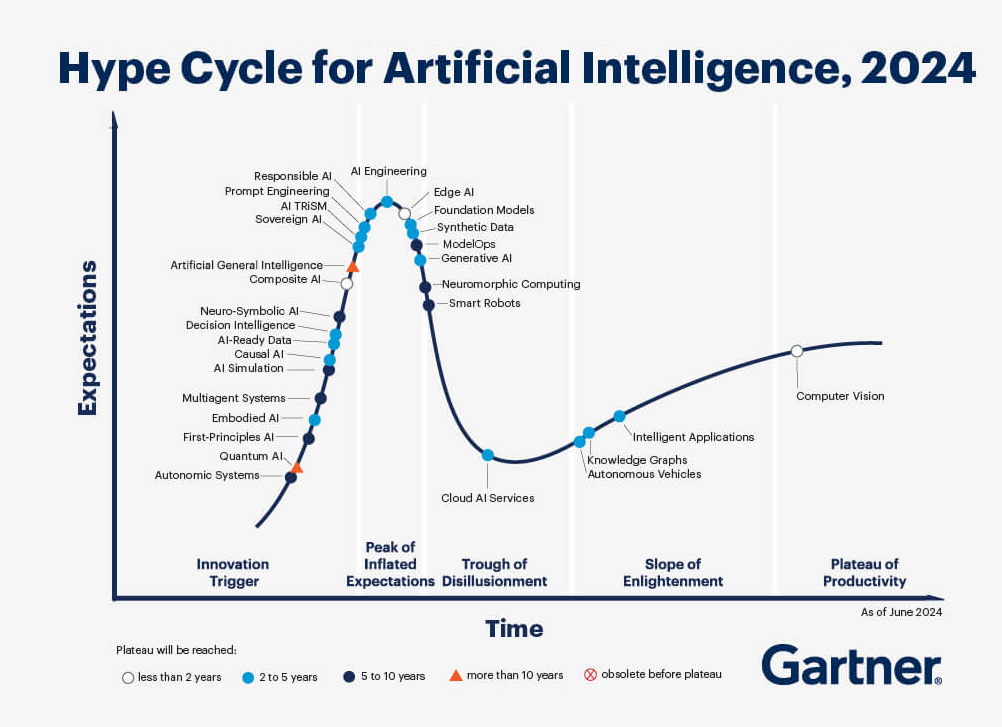 Hype Cycle for Artificial Intelligence, 2024
Expectations
Responsible AI
AI Engineering
Prompt Engineering
AI TRiSM
Sovereign AI
Artificial General Intelligence
Composite AI
Neuro-Symbolic AI
Decision Intelligence
AI-Ready Data
Causal AI
AI Simulation
Multiagent Systems
Embodied AI
First-Principles AI
Quantum AI
Autonomic Systems
Edge AI
Foundation Models
Synthetic Data
ModelOps
Generative AI
Neuromorphic Computing
Smart Robots
Cloud AI Services
Intelligent Applications
Knowledge Graphs
Autonomous Vehicles
Computer Vision
Innovation
Trigger
Peak of
Inflated
Expectations
Trough of
Disillusionment
Slope of
Enlightenment
Plateau of
Productivity
As of June 2024
Time
Plateau will be reached:
less than 2 years
2 to 5 years
5 to 10 years
more than 10 years
obsolete before plateau
Gartner®